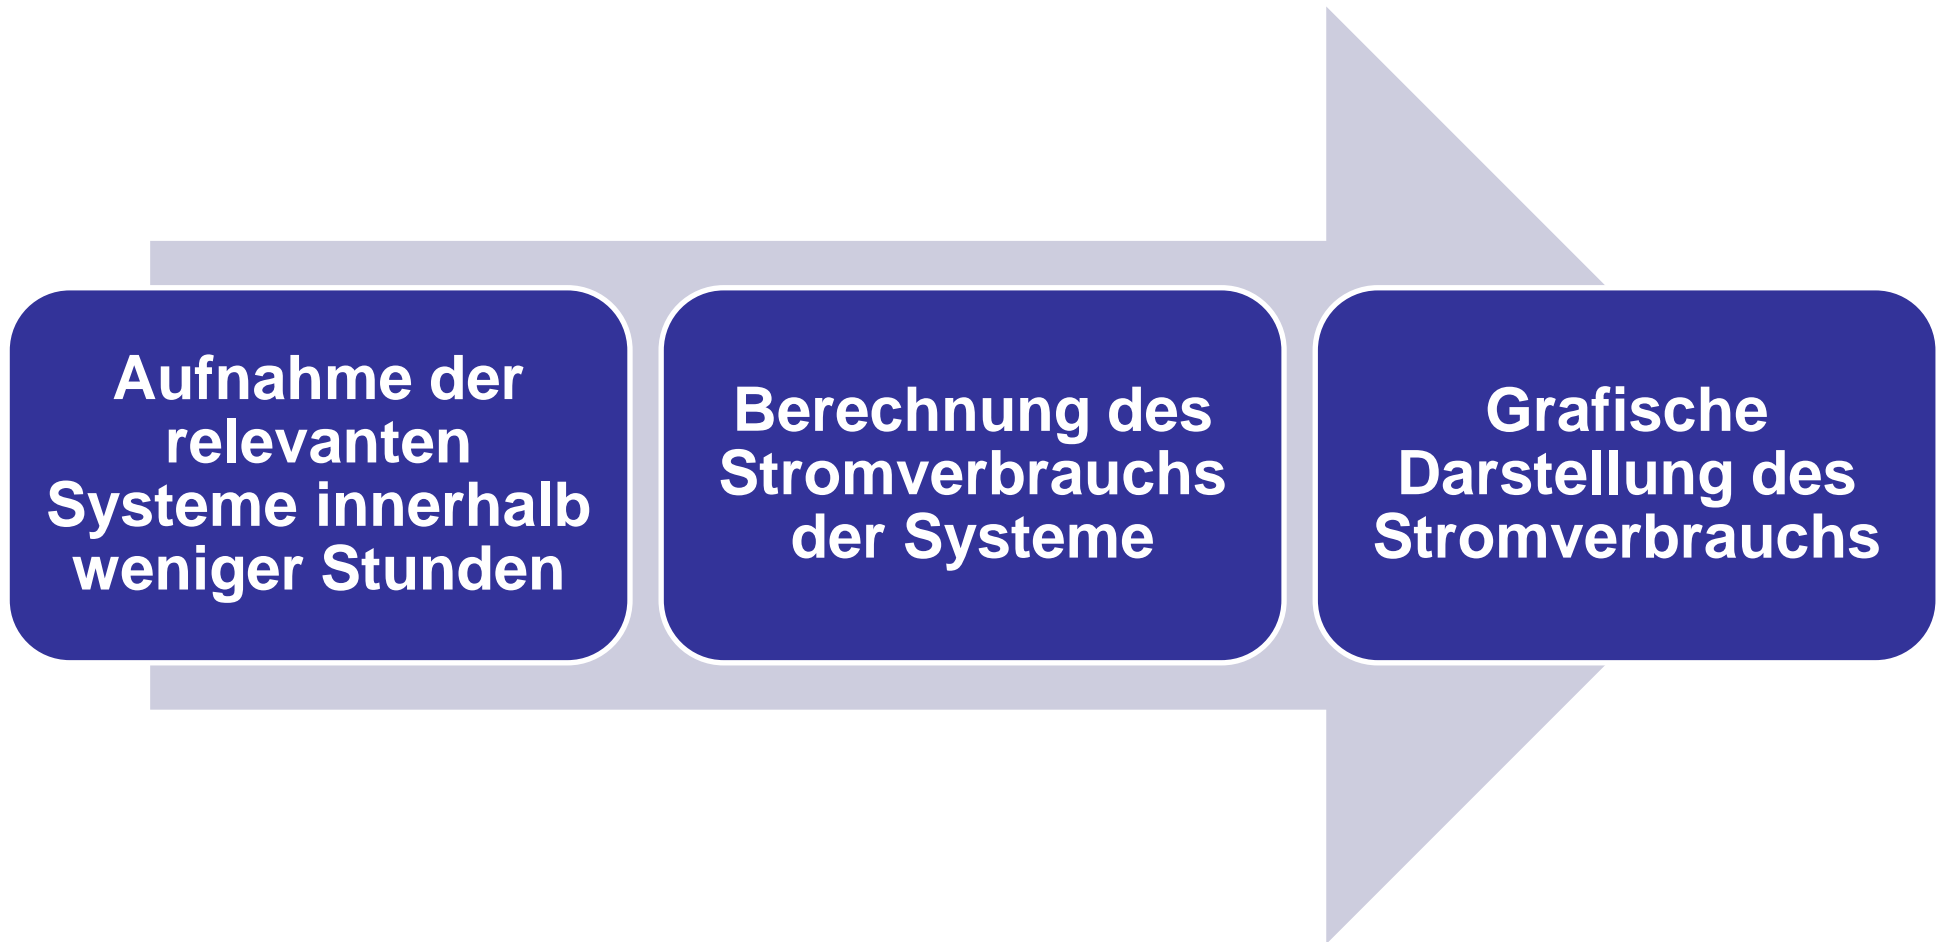 Aufnahme der
relevanten
Systeme innerhalb
weniger Stunden
Berechnung des
Stromverbrauchs
der Systeme
Grafische
Darstellung des
Stromverbrauchs